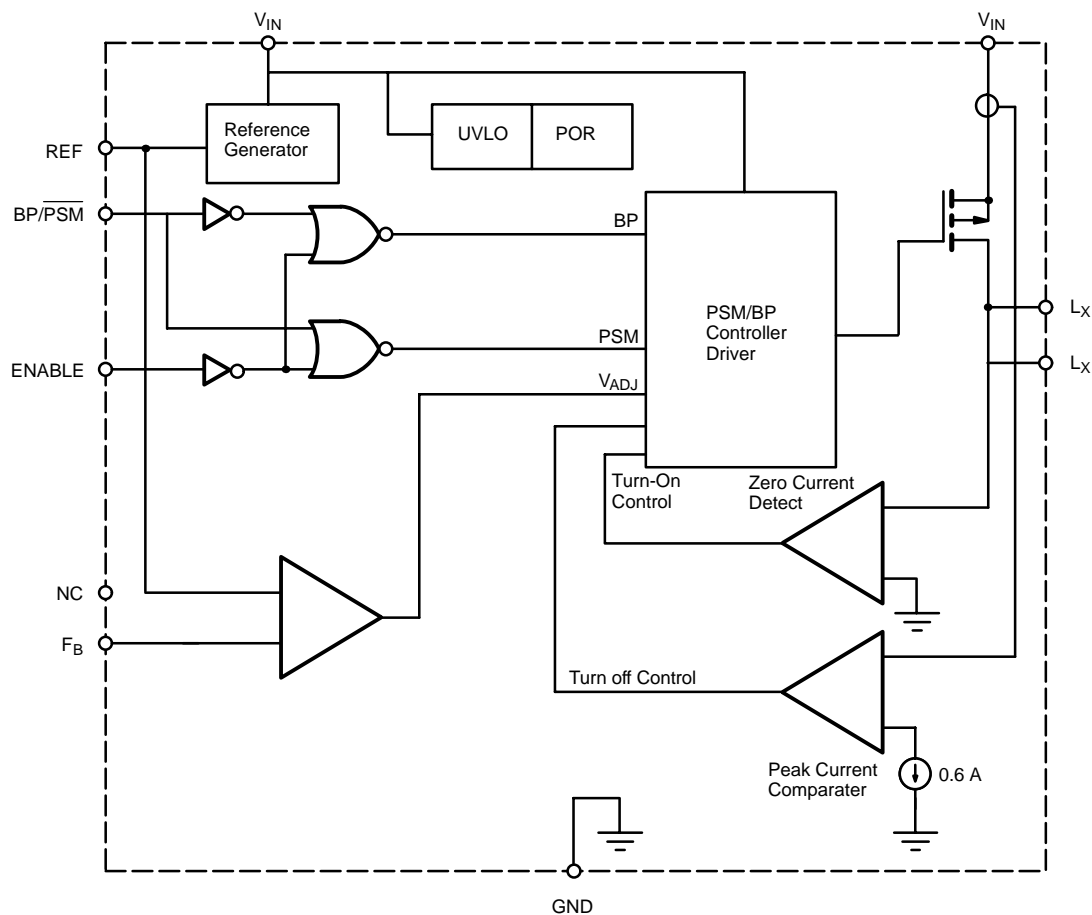 VIN
VIN
Reference
Generator
UVLO
POR
REF
BP/PSM
BP
PSM/BP
Controller
Driver
LX
PSM
ENABLE
LX
VADJ
Turn-On
Control
Zero Current
Detect
NC
FB
Turn off Control
Peak Current
Comparater
0.6 A
GND